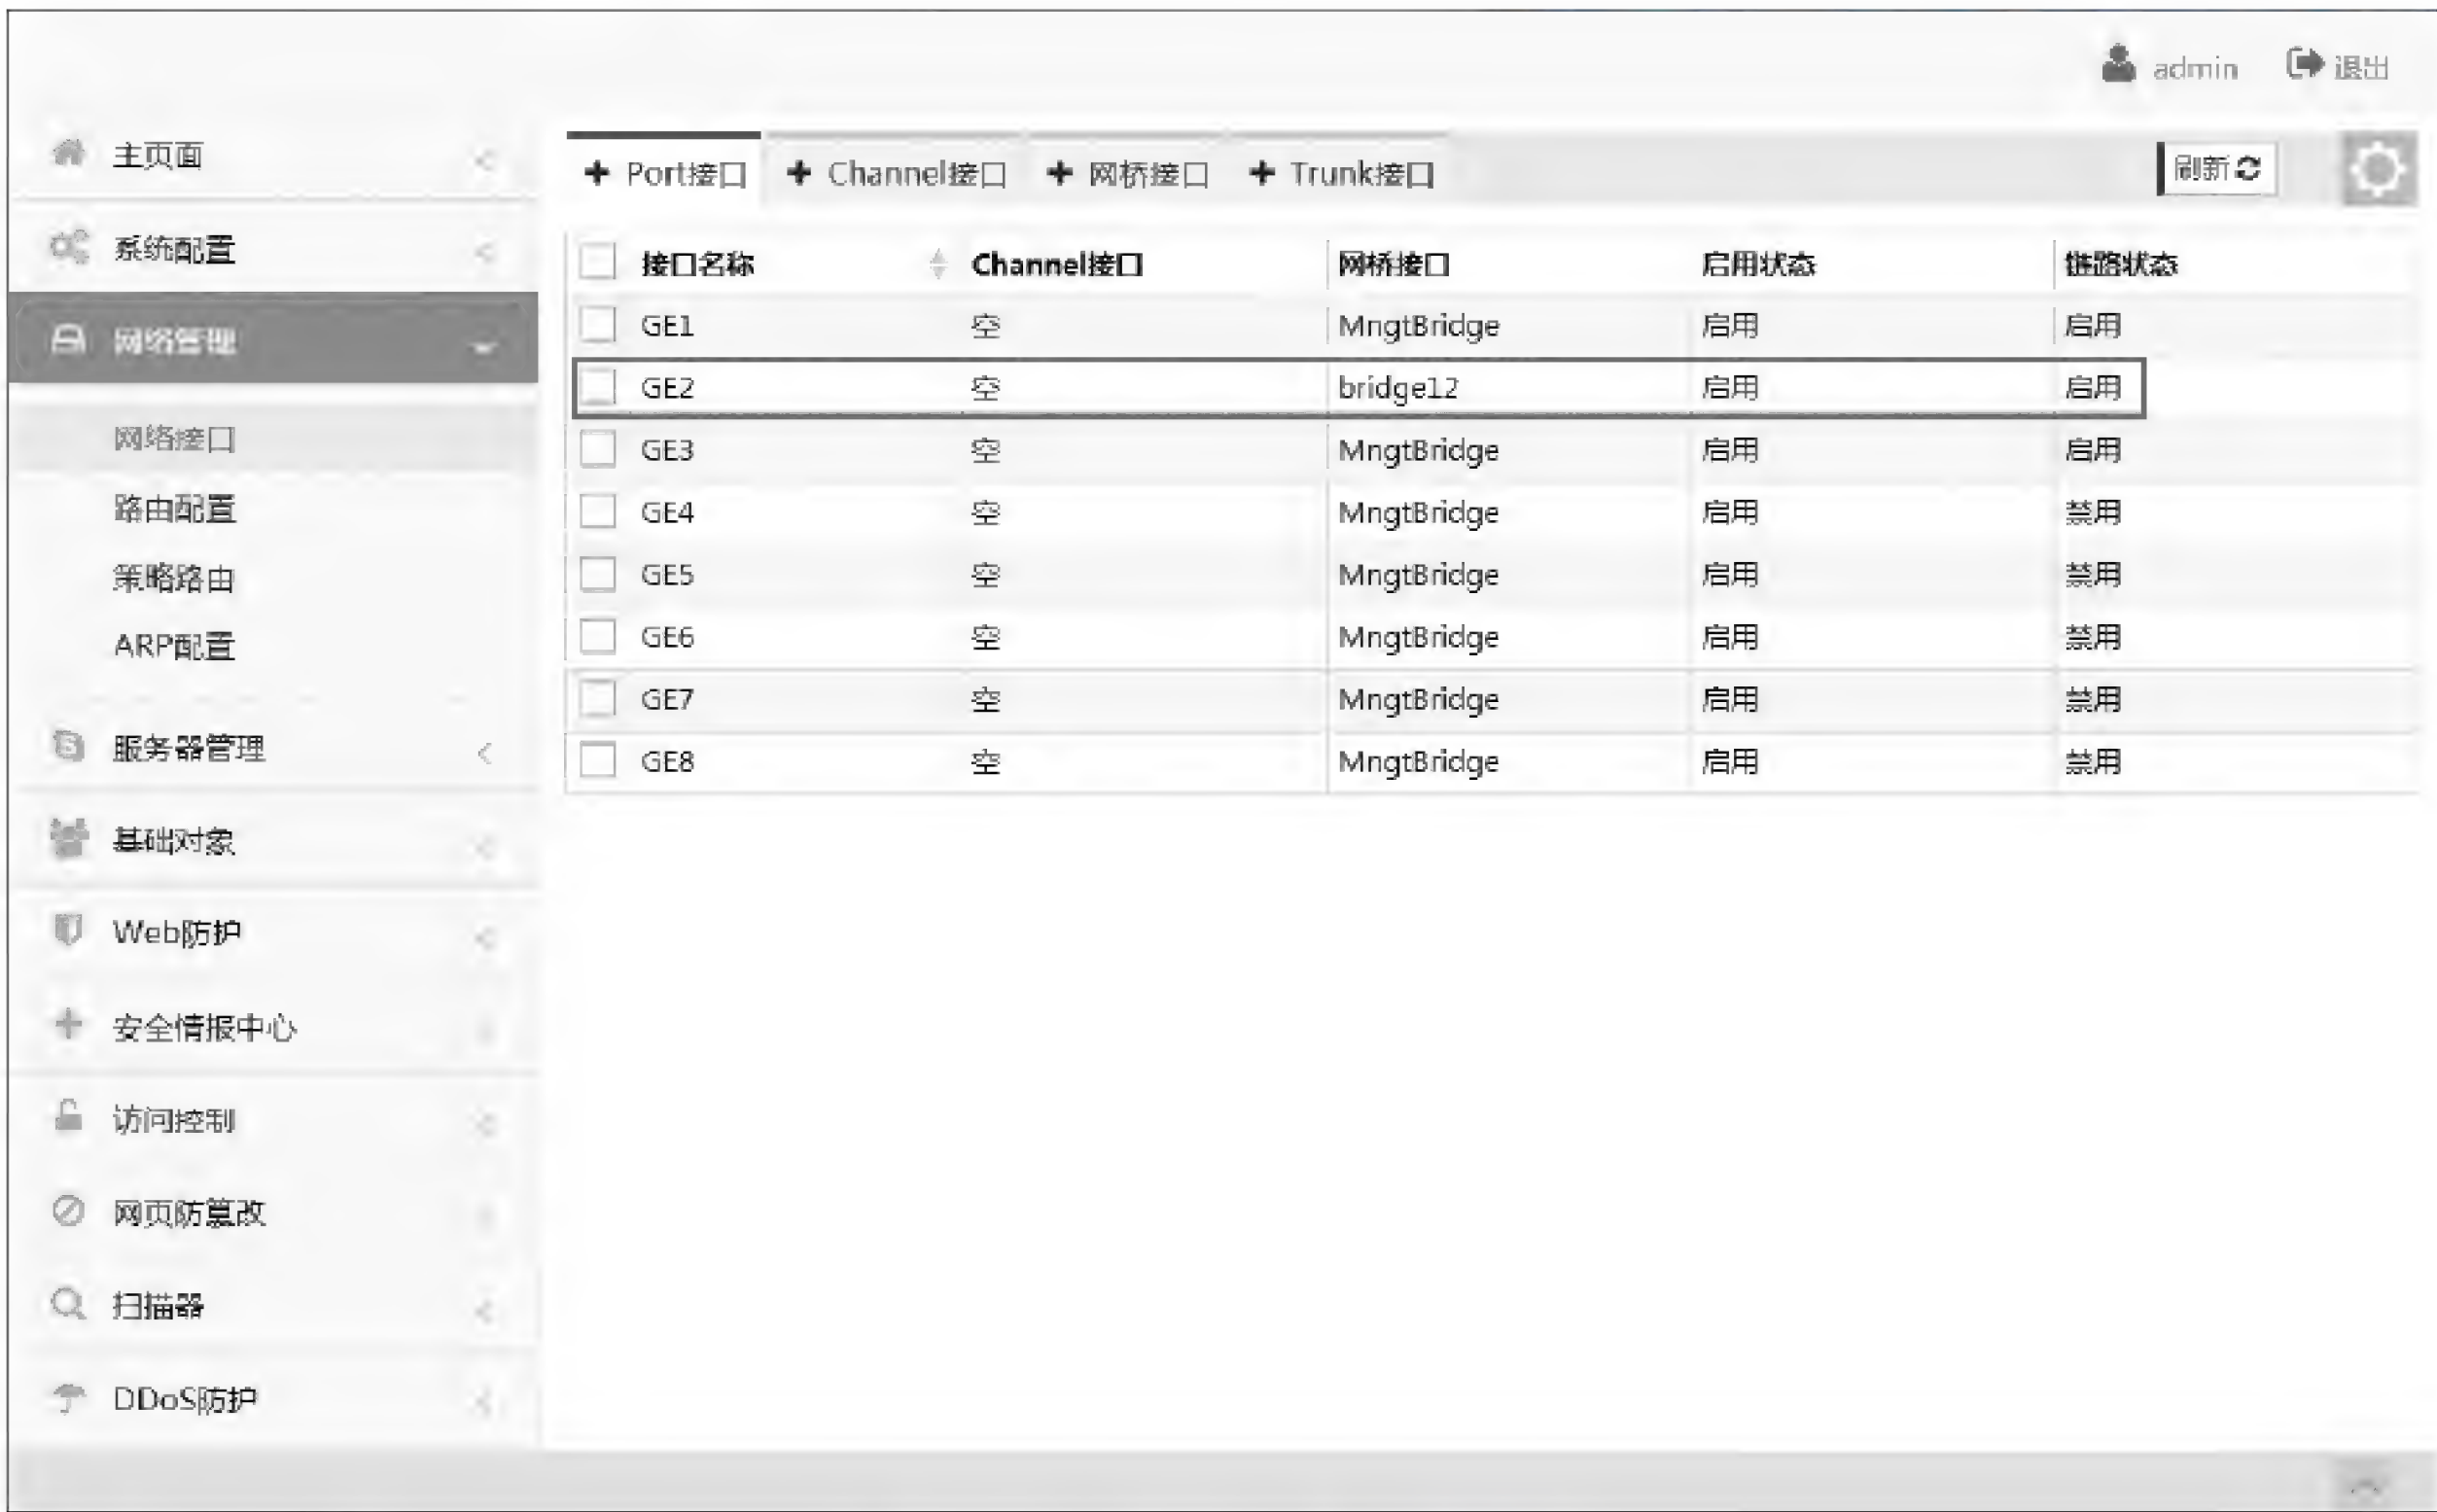 admin 退出
主页面
系统配置
网络管理
网络接口
路由配置
策略路由
ARP配置
服务器管理
基础对象
Web防护
安全情报中心
访问控制
网页防篡改
扫描器
DDoS防护
Port接口 Channel接口 网桥接口 Trunk接口 刷新
接口名称 Channel接口 网桥接口 启用状态 链路状态
GE1 空 MngtBridge 启用 启用
GE2 空 bridge12 启用 启用
GE3 空 MngtBridge 启用 启用
GE4 空 MngtBridge 启用 禁用
GE5 空 MngtBridge 启用 禁用
GE6 空 MngtBridge 启用 禁用
GE7 空 MngtBridge 启用 禁用
GE8 空 MngtBridge 启用 禁用